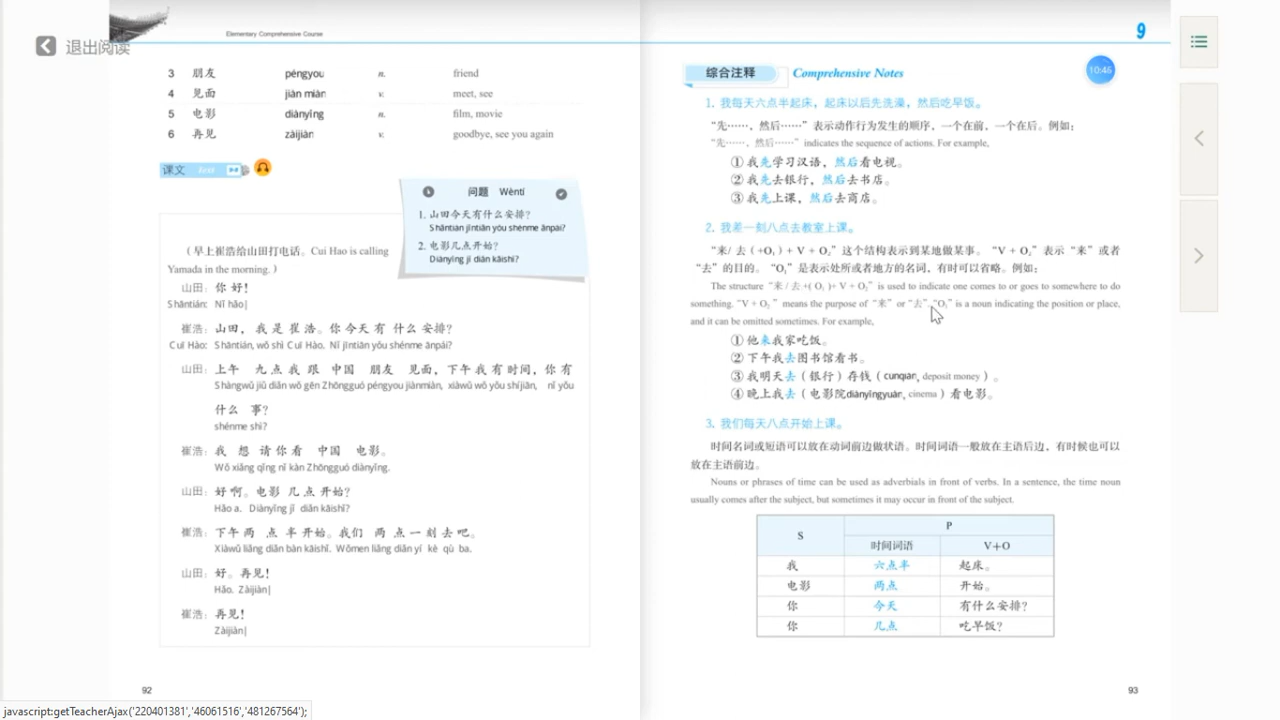 Elementary Comprehensive Course
退出阅读
3 朋友 péngyou n. friend
4 见面 jiàn miàn v. meet, see
5 电影 diànyǐng n. film, movie
6 再见 zàijiàn v. goodbye, see you again
课文 Text
问题 Wèntí
1. 山田今天有什么安排?
Shāntián jīntiān yǒu shénme ānpái?
2. 电影几点开始?
Diànyǐng jǐ diǎn kāishǐ?
(早上崔浩给山田打电话。Cui Hao is calling
Yamada in the morning.)
山田: 你好!
Shāntián: Nǐ hǎo|
崔浩: 山田, 我是崔浩。你今天有什么安排?
Cuī Hào: Shāntián, wǒ shì Cuī Hào. Nǐ jīntiān yǒu shénme ānpái?
山田: 上午 九点我跟 中国 朋友 见面, 下午我有时间, 你有
Shàngwǔ jiǔ diǎn wǒ gēn Zhōngguó péngyou jiànmiàn, xiàwǔ wǒ yǒu shíjiān, nǐ yǒu
什么 事?
shénme shì?
崔浩: 我 想 请你看 中国 电影。
Wǒ xiǎng qǐng nǐ kàn Zhōngguó diànyǐng.
山田: 好啊。电影 几点开始?
Hǎo a. Diànyǐng jǐ diǎn kāishǐ?
崔浩: 下午两 点 半开始。我们 两点一刻去吧。
Xiàwǔ liǎng diǎn bàn kāishǐ. Wǒmen liǎng diǎn yí kè qù ba.
山田: 好。再见!
Hǎo. Zàijiàn|
崔浩: 再见!
Zàijiàn|
92
9
综合注释 Comprehensive Notes
10:46
1. 我每天六点半起床, 起床以后先洗澡, 然后吃早饭。
“先……, 然后……” 表示动作行为发生的顺序, 一个在前, 一个在后。例如:
“先……, 然后……” indicates the sequence of actions. For example,
① 我先学习汉语, 然后看电视。
② 我先去银行, 然后去书店。
③ 我先上课, 然后去商店。
2. 我差一刻八点去教室上课。
“来/ 去 (+O₁) + V + O₂” 这个结构表示到某地做某事。 “V + O₂” 表示 “来” 或者
“去” 的目的。 “O₁” 是表示处所或者地方的名词, 有时可以省略。例如:
The structure “来 / 去 +( O₁ )+ V + O₂” is used to indicate one comes to or goes to somewhere to do
something. “V + O₂ ” means the purpose of “来” or “去”. “O₁” is a noun indicating the position or place,
and it can be omitted sometimes. For example,
① 他来我家吃饭。
② 下午我去图书馆看书。
③ 我明天去 (银行) 存钱 (cunqian, deposit money) 。
④ 晚上我去 (电影院diànyǐngyuàn, cinema) 看电影。
3. 我们每天八点开始上课。
时间名词或短语可以放在动词前边做状语。时间词语一般放在主语后边, 有时候也可以
放在主语前边。
Nouns or phrases of time can be used as adverbials in front of verbs. In a sentence, the time noun
usually comes after the subject, but sometimes it may occur in front of the subject.
S P
时间词语 V+O
我 六点半 起床。
电影 两点 开始。
你 今天 有什么安排?
你 几点 吃早饭?
93
javascript:getTeacherAjax('220401381','46061516','481267564');